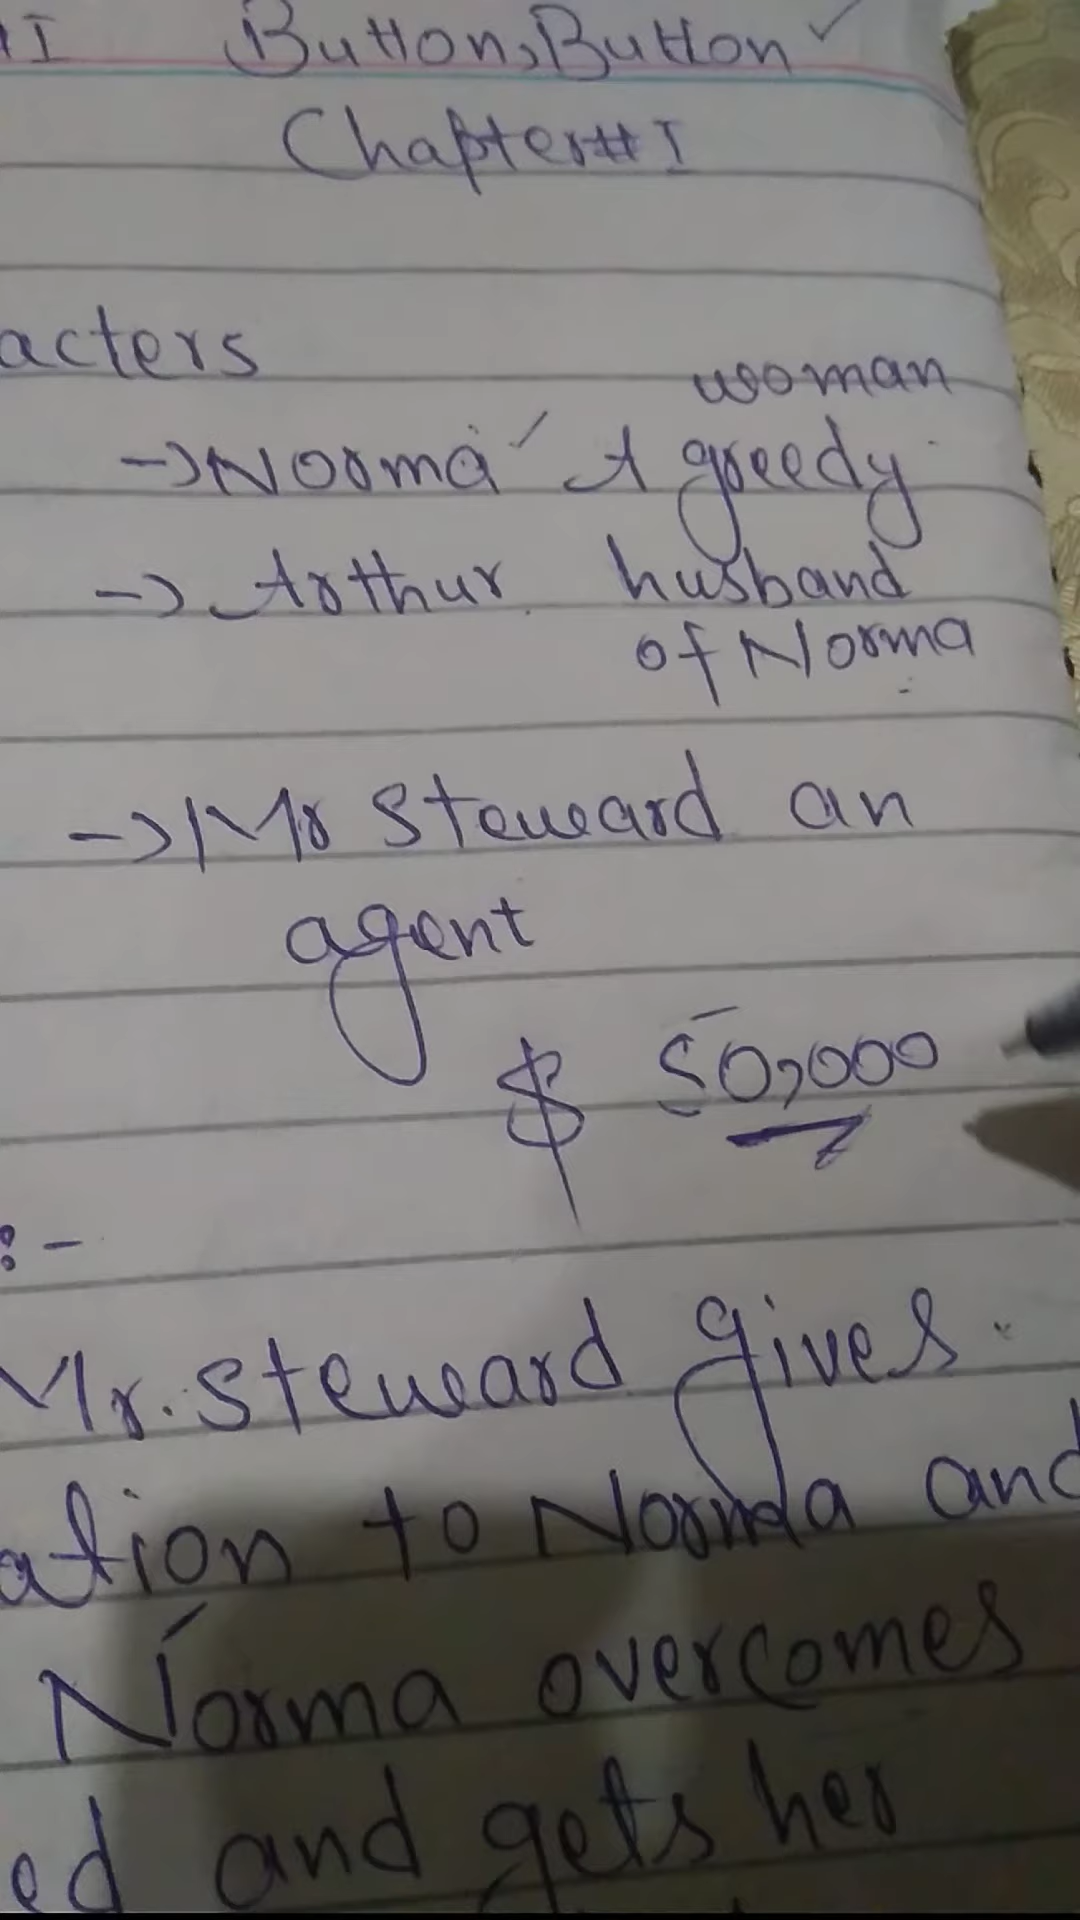 I Button, Button
Chapter # I
acters
woman
→ Norma A greedy
→ Arthur husband
of Norma
→ Mr Steward an
agent
$ 50,000
:-
Mr. Steward gives
ation to Norma and
Norma overcomes
ed and gets her